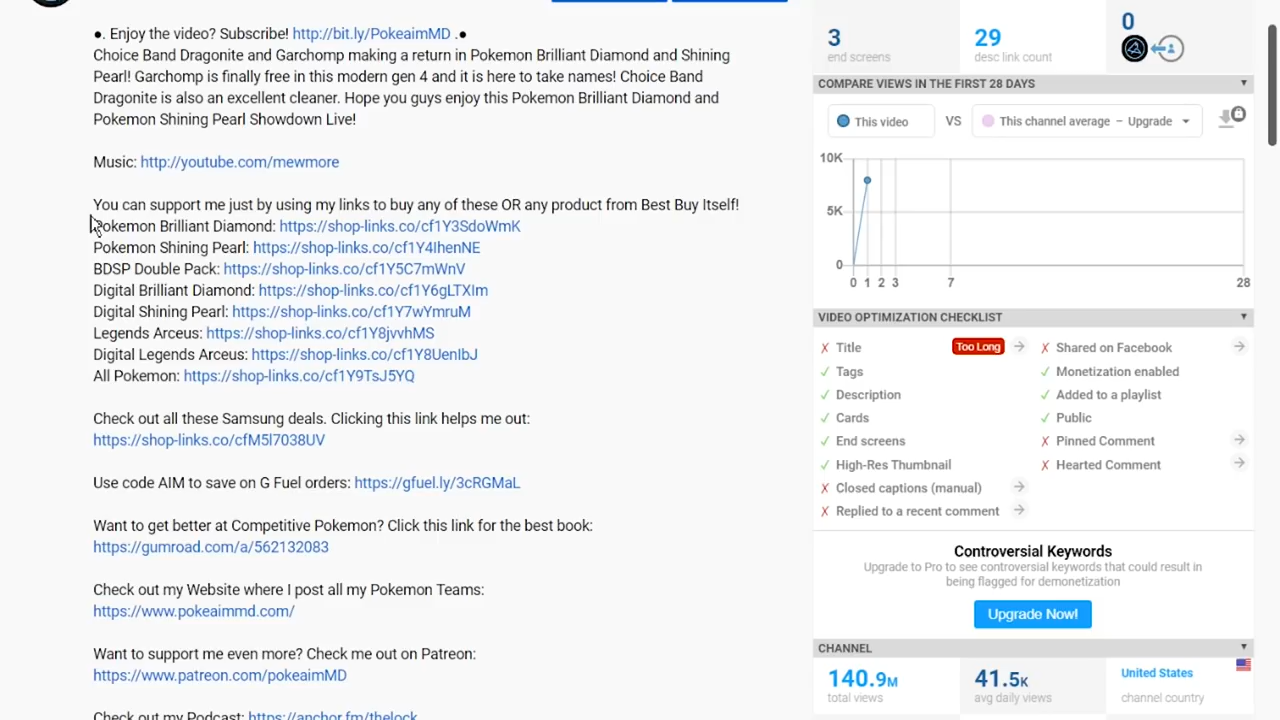 ●. Enjoy the video? Subscribe! http://bit.ly/PokeaimMD .●
Choice Band Dragonite and Garchomp making a return in Pokemon Brilliant Diamond and Shining
Pearl! Garchomp is finally free in this modern gen 4 and it is here to take names! Choice Band
Dragonite is also an excellent cleaner. Hope you guys enjoy this Pokemon Brilliant Diamond and
Pokemon Shining Pearl Showdown Live!
Music: http://youtube.com/mewmore
You can support me just by using my links to buy any of these OR any product from Best Buy Itself!
Pokemon Brilliant Diamond: https://shop-links.co/cf1Y3SdoWmK
Pokemon Shining Pearl: https://shop-links.co/cf1Y4IhenNE
BDSP Double Pack: https://shop-links.co/cf1Y5C7mWnV
Digital Brilliant Diamond: https://shop-links.co/cf1Y6gLTXIm
Digital Shining Pearl: https://shop-links.co/cf1Y7wYmruM
Legends Arceus: https://shop-links.co/cf1Y8jvvhMS
Digital Legends Arceus: https://shop-links.co/cf1Y8UenIbJ
All Pokemon: https://shop-links.co/cf1Y9TsJ5YQ
Check out all these Samsung deals. Clicking this link helps me out:
https://shop-links.co/cfM5l7038UV
Use code AIM to save on G Fuel orders: https://gfuel.ly/3cRGMaL
Want to get better at Competitive Pokemon? Click this link for the best book:
https://gumroad.com/a/562132083
Check out my Website where I post all my Pokemon Teams:
https://www.pokeaimmd.com/
Want to support me even more? Check me out on Patreon:
https://www.patreon.com/pokeaimMD
Check out my Podcast: https://anchor.fm/thelock
3
end screens
29
desc link count
0
COMPARE VIEWS IN THE FIRST 28 DAYS
This video VS This channel average – Upgrade
10K
5K
0
0 1 2 3 7 28
VIDEO OPTIMIZATION CHECKLIST
Title Too Long
Tags
Description
Cards
End screens
High-Res Thumbnail
Closed captions (manual)
Replied to a recent comment
Shared on Facebook
Monetization enabled
Added to a playlist
Public
Pinned Comment
Hearted Comment
Controversial Keywords
Upgrade to Pro to see controversial keywords that could result in
being flagged for demonetization
Upgrade Now!
CHANNEL
140.9M
total views
41.5K
avg daily views
United States
channel country